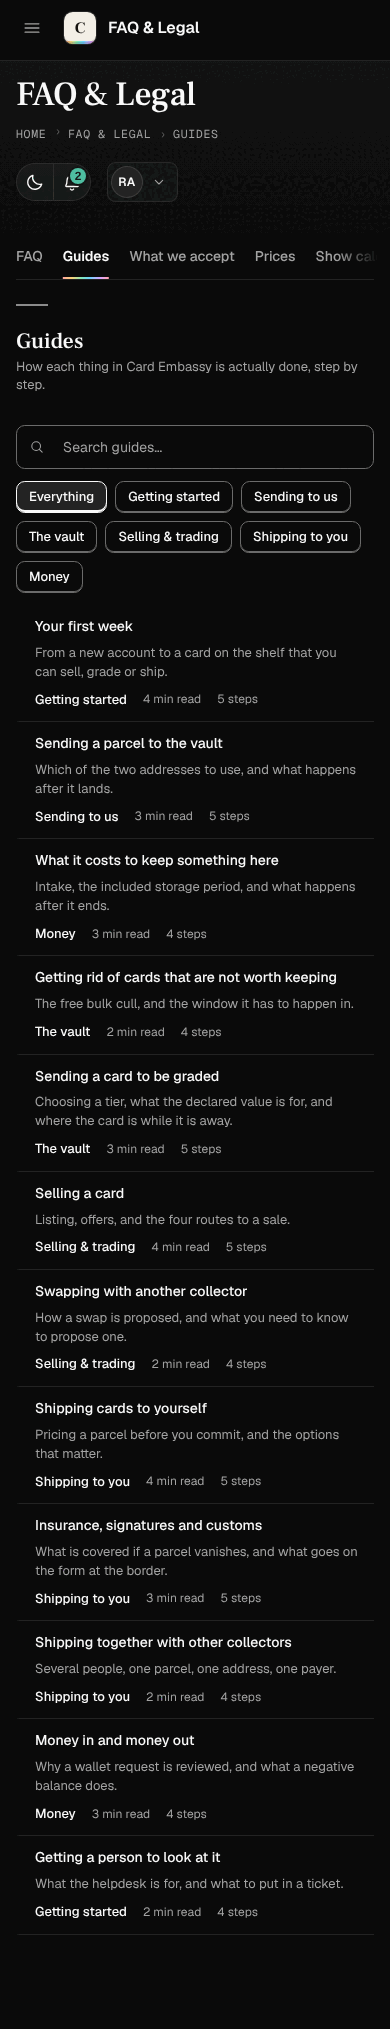 C
FAQ & Legal
FAQ & Legal
HOME › FAQ & LEGAL › GUIDES
2
RA
FAQ Guides What we accept Prices Show cal
Guides
How each thing in Card Embassy is actually done, step by
step.
Search guides...
Everything Getting started Sending to us
The vault Selling & trading Shipping to you
Money
Your first week
From a new account to a card on the shelf that you
can sell, grade or ship.
Getting started 4 min read 5 steps
Sending a parcel to the vault
Which of the two addresses to use, and what happens
after it lands.
Sending to us 3 min read 5 steps
What it costs to keep something here
Intake, the included storage period, and what happens
after it ends.
Money 3 min read 4 steps
Getting rid of cards that are not worth keeping
The free bulk cull, and the window it has to happen in.
The vault 2 min read 4 steps
Sending a card to be graded
Choosing a tier, what the declared value is for, and
where the card is while it is away.
The vault 3 min read 5 steps
Selling a card
Listing, offers, and the four routes to a sale.
Selling & trading 4 min read 5 steps
Swapping with another collector
How a swap is proposed, and what you need to know
to propose one.
Selling & trading 2 min read 4 steps
Shipping cards to yourself
Pricing a parcel before you commit, and the options
that matter.
Shipping to you 4 min read 5 steps
Insurance, signatures and customs
What is covered if a parcel vanishes, and what goes on
the form at the border.
Shipping to you 3 min read 5 steps
Shipping together with other collectors
Several people, one parcel, one address, one payer.
Shipping to you 2 min read 4 steps
Money in and money out
Why a wallet request is reviewed, and what a negative
balance does.
Money 3 min read 4 steps
Getting a person to look at it
What the helpdesk is for, and what to put in a ticket.
Getting started 2 min read 4 steps